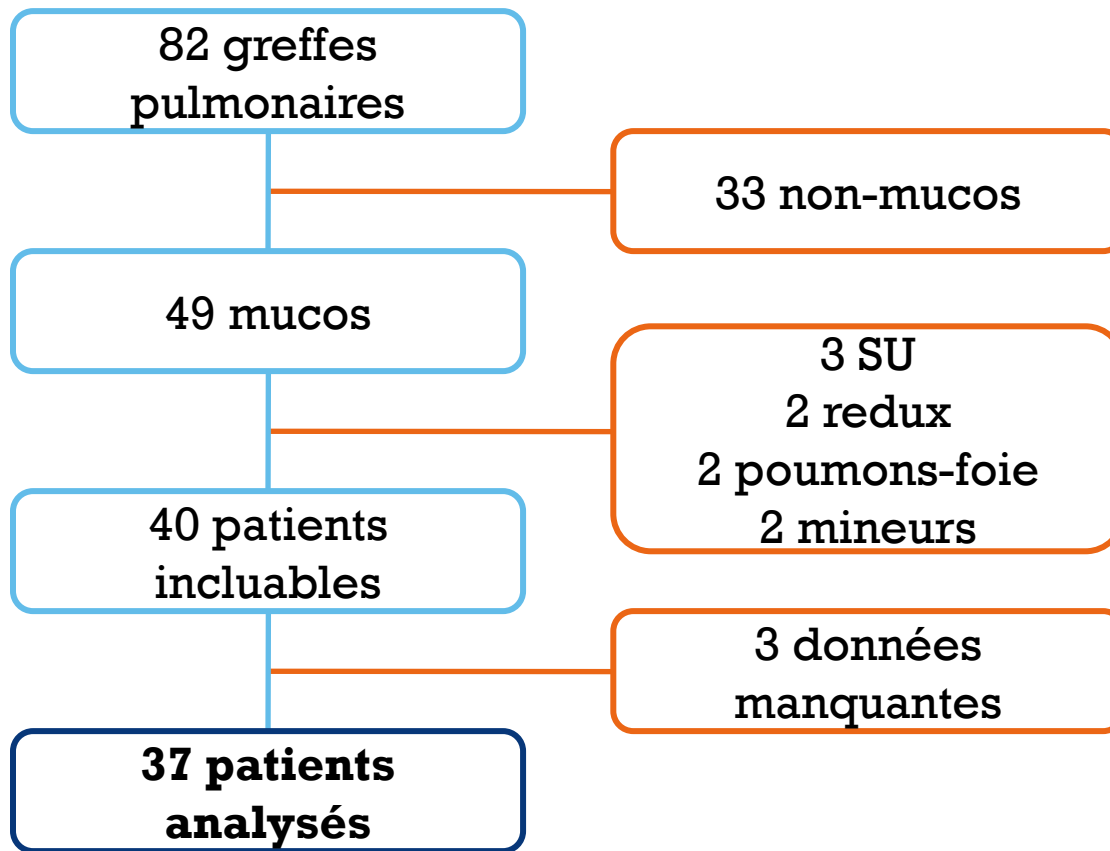 82 greffes
pulmonaires
33 non-mucos
49 mucos
3 SU
2 redux
2 poumons-foie
2 mineurs
40 patients
incluables
3 données
manquantes
37 patients
analysés